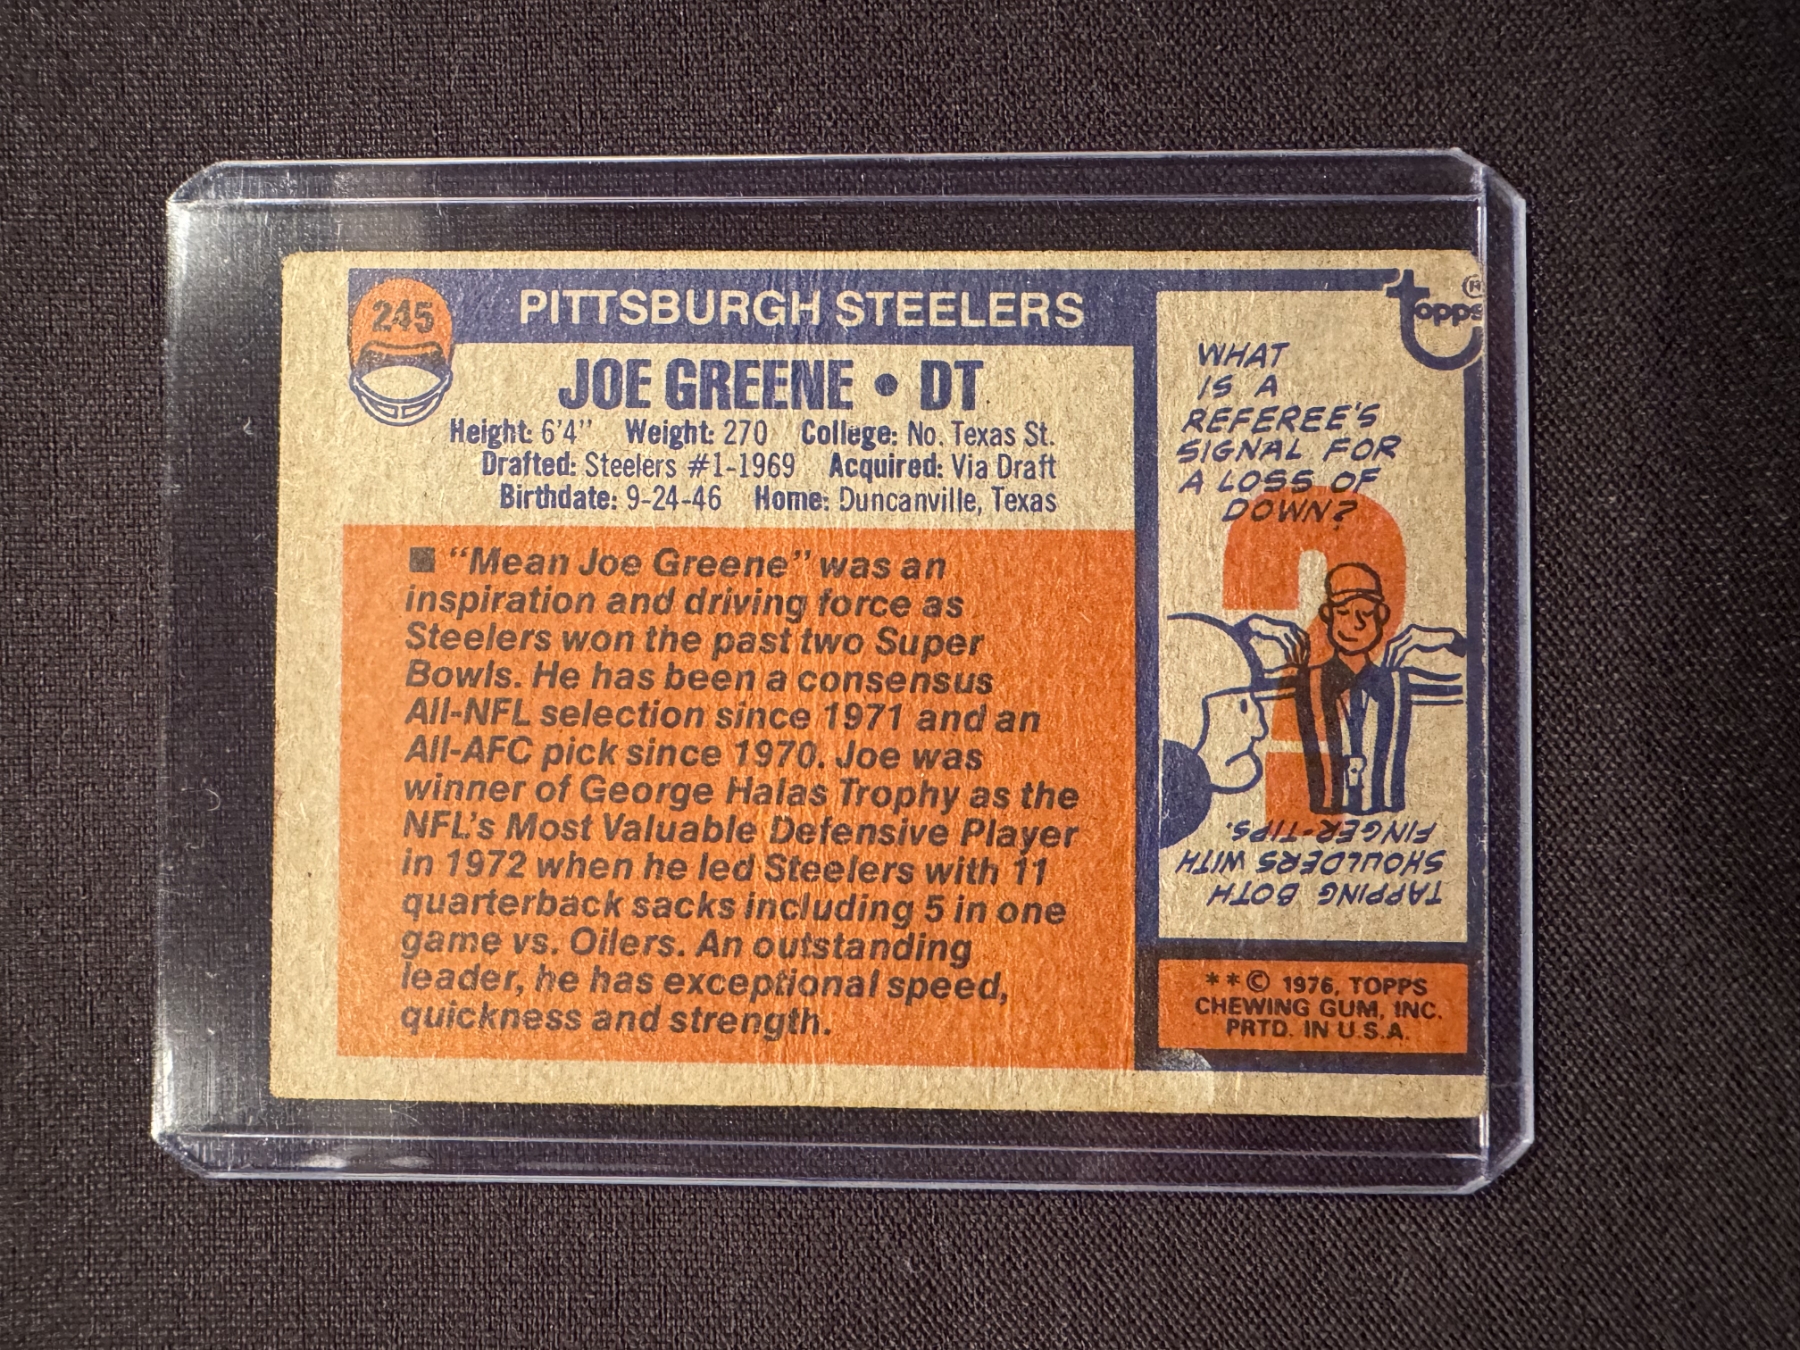 245
PITTSBURGH STEELERS
JOE GREENE • DT
Height: 6'4" Weight: 270 College: No. Texas St.
Drafted: Steelers #1-1969 Acquired: Via Draft
Birthdate: 9-24-46 Home: Duncanville, Texas
■ "Mean Joe Greene" was an
inspiration and driving force as
Steelers won the past two Super
Bowls. He has been a consensus
All-NFL selection since 1971 and an
All-AFC pick since 1970. Joe was
winner of George Halas Trophy as the
NFL's Most Valuable Defensive Player
in 1972 when he led Steelers with 11
quarterback sacks including 5 in one
game vs. Oilers. An outstanding
leader, he has exceptional speed,
quickness and strength.
topps
WHAT
IS A
REFEREE'S
SIGNAL FOR
A LOSS OF
DOWN?
TAPPING BOTH
SHOULDERS WITH
FINGER-TIPS.
**© 1976, TOPPS
CHEWING GUM, INC.
PRTD. IN U.S.A.